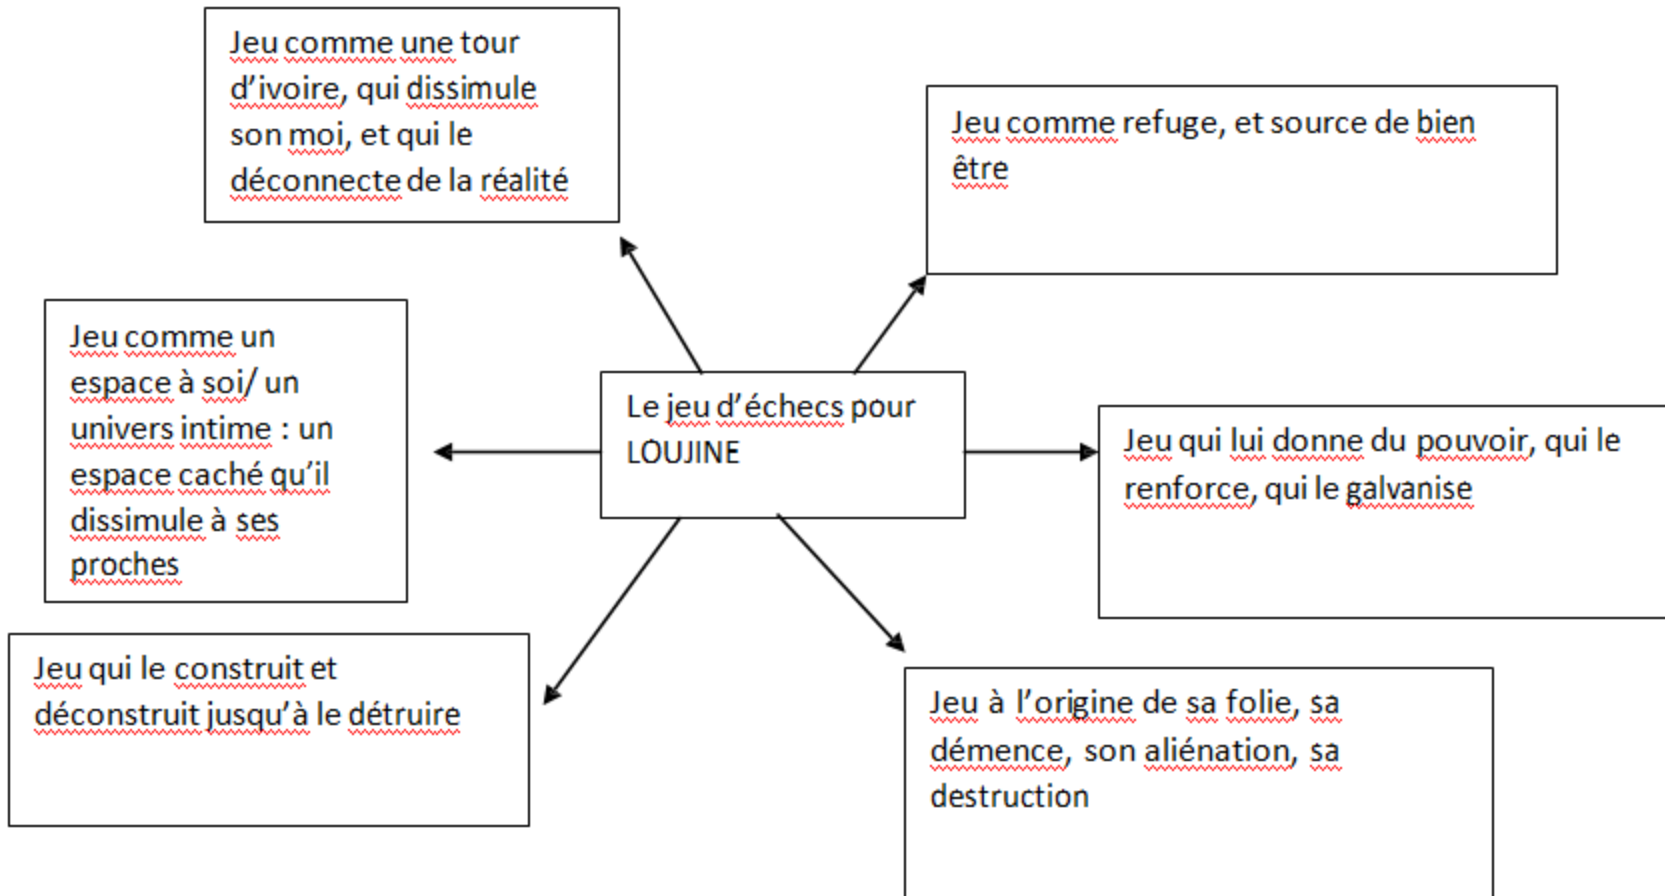 Jeu comme une tour
d’ivoire, qui dissimule
son moi, et qui le
déconnecte de la réalité
Jeu comme refuge, et source de bien
être
Jeu comme un
espace à soi/ un
univers intime : un
espace caché qu’il
dissimule à ses
proches
Le jeu d’échecs pour
LOUJINE
Jeu qui lui donne du pouvoir, qui le
renforce, qui le galvanise
Jeu qui le construit et
déconstruit jusqu’à le détruire
Jeu à l’origine de sa folie, sa
démence, son aliénation, sa
destruction